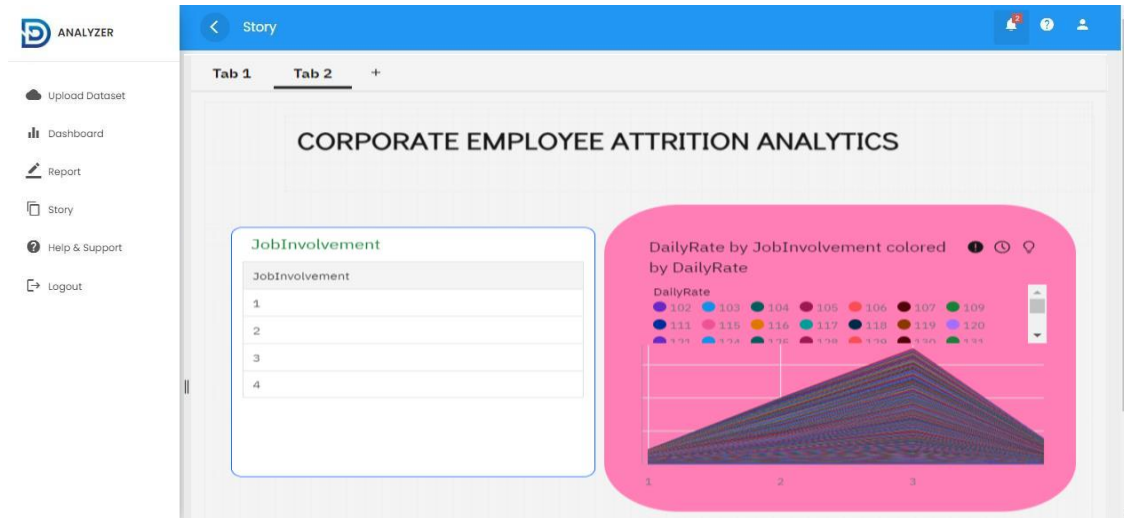 ANALYZER
Upload Dataset
Dashboard
Report
Story
Help & Support
Logout
Story
2
Tab 1 Tab 2 +
CORPORATE EMPLOYEE ATTRITION ANALYTICS
JobInvolvement
JobInvolvement
1
2
3
4
DailyRate by JobInvolvement colored
by DailyRate
DailyRate
102 103 104 105 106 107 109
111 115 116 117 118 119 120
1 2 3